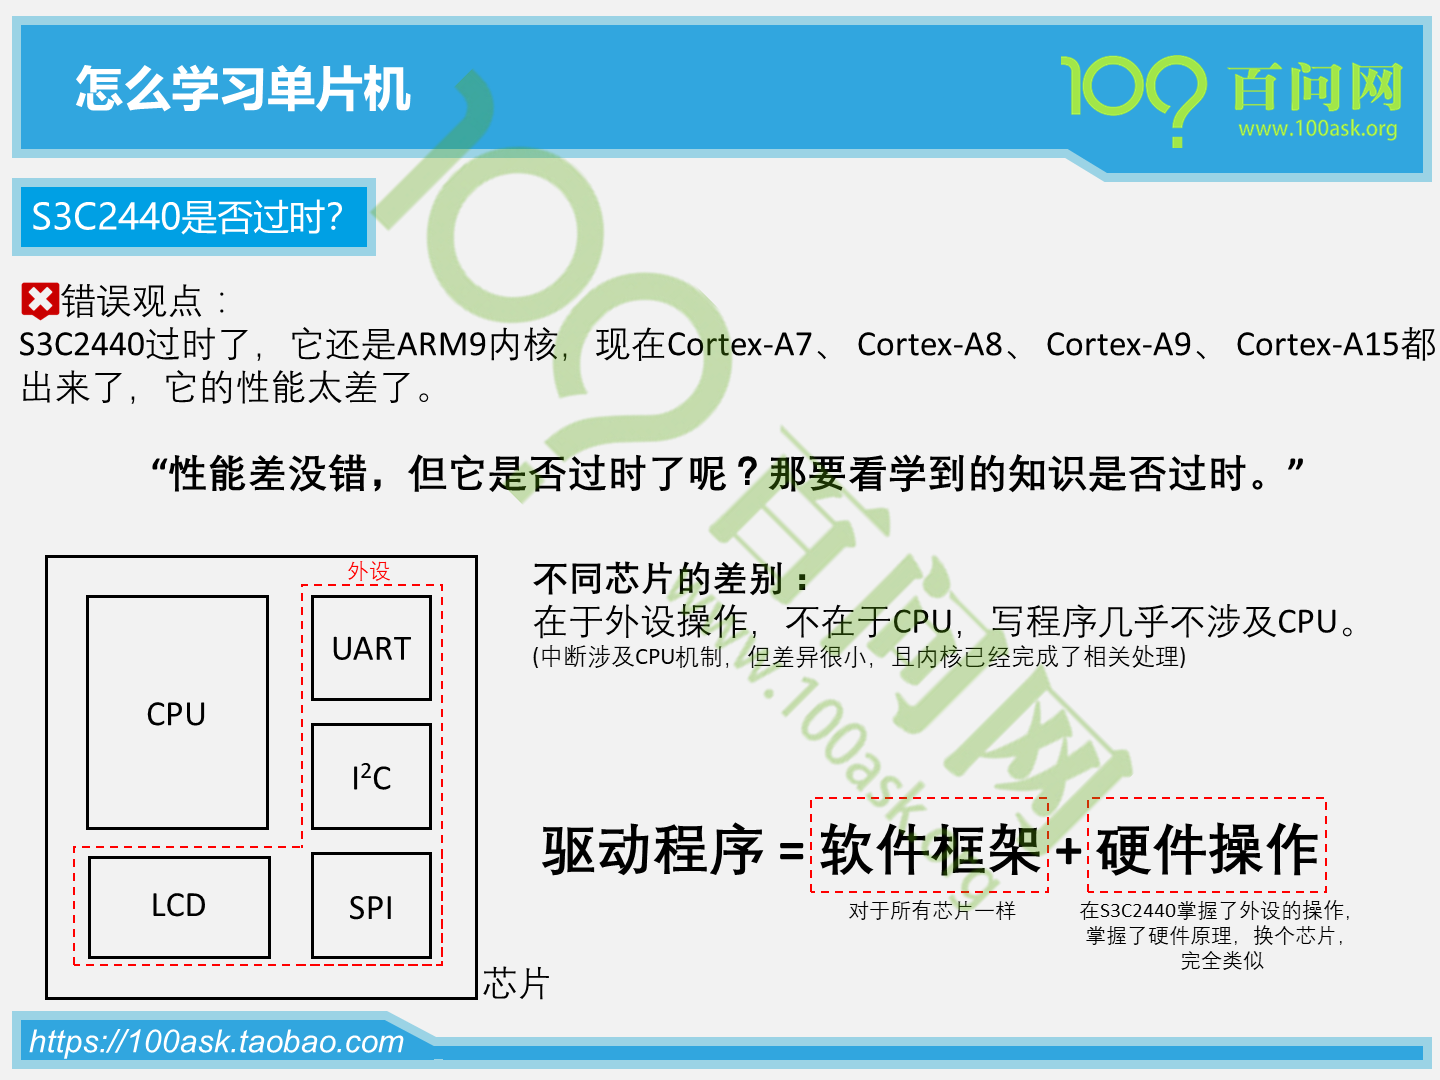 怎么学习单片机
100?
百问网
www.100ask.org
S3C2440是否过时?
错误观点：
S3C2440过时了，它还是ARM9内核，现在Cortex-A7、Cortex-A8、Cortex-A9、Cortex-A15都
出来了，它的性能太差了。
“性能差没错，但它是否过时了呢？那要看学到的知识是否过时。”
外设
CPU
UART
I²C
LCD
SPI
芯片
不同芯片的差别：
在于外设操作，不在于CPU，写程序几乎不涉及CPU。
(中断涉及CPU机制，但差异很小，且内核已经完成了相关处理)
驱动程序 = 软件框架 + 硬件操作
对于所有芯片一样
在S3C2440掌握了外设的操作，
掌握了硬件原理，换个芯片，
完全类似
100?
百问网
www.100ask.org
https://100ask.taobao.com